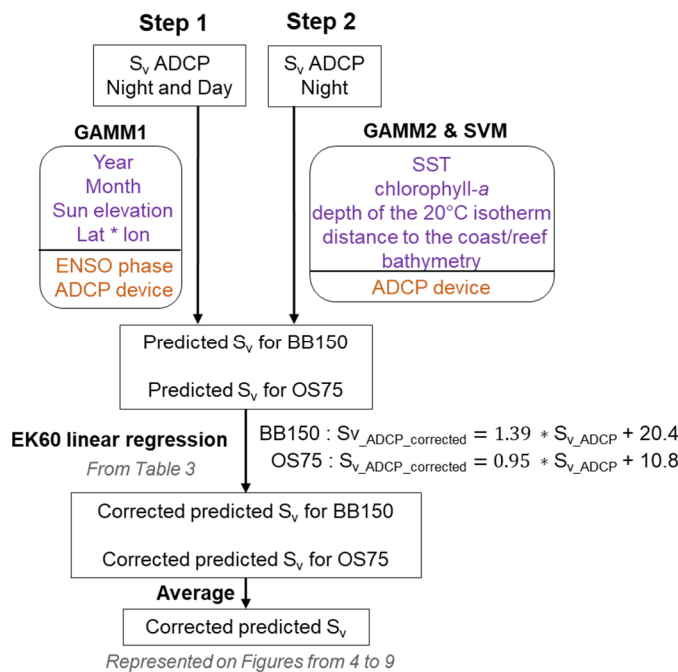 Step 1
Step 2
Sv ADCP
Night and Day
Sv ADCP
Night
GAMM1
Year
Month
Sun elevation
Lat * lon
ENSO phase
ADCP device
GAMM2 & SVM
SST
chlorophyll-a
depth of the 20°C isotherm
distance to the coast/reef
bathymetry
ADCP device
Predicted Sv for BB150
Predicted Sv for OS75
EK60 linear regression
From Table 3
BB150 : Sv_ADCP_corrected = 1.39 * Sv_ADCP + 20.4
OS75 : Sv_ADCP_corrected = 0.95 * Sv_ADCP + 10.8
Corrected predicted Sv for BB150
Corrected predicted Sv for OS75
Average
Corrected predicted Sv
Represented on Figures from 4 to 9